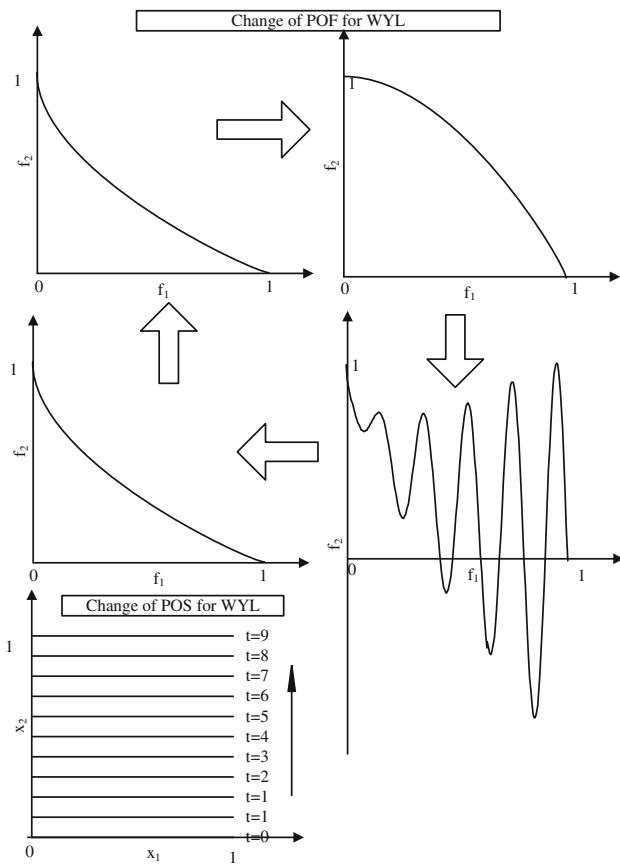 Change of POF for WYL
1
f2
0
f1
1
1
f2
0
f1
1
1
f2
0
f1
1
1
f2
0
f1
1
Change of POS for WYL
1
x2
t=9
t=8
t=7
t=6
t=5
t=4
t=3
t=2
t=1
t=1
t=0
0
x1
1